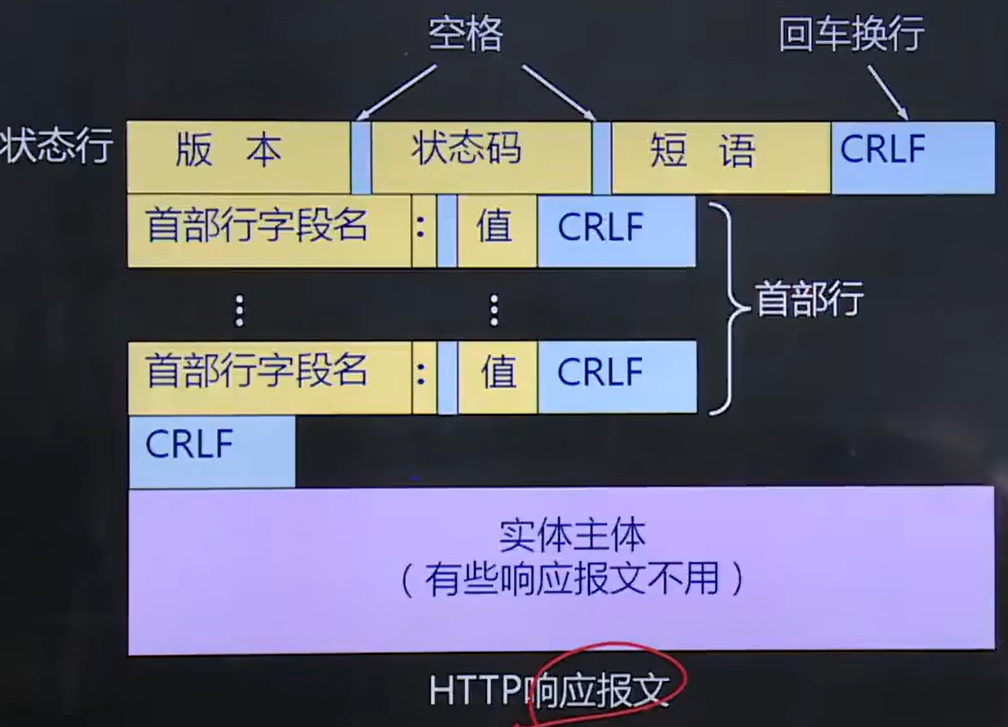 空格
回车换行
状态行
版 本
状态码
短 语
CRLF
首部行字段名 : 值 CRLF
⋮ ⋮
首部行
首部行字段名 : 值 CRLF
CRLF
实体主体
（有些响应报文不用）
HTTP响应报文